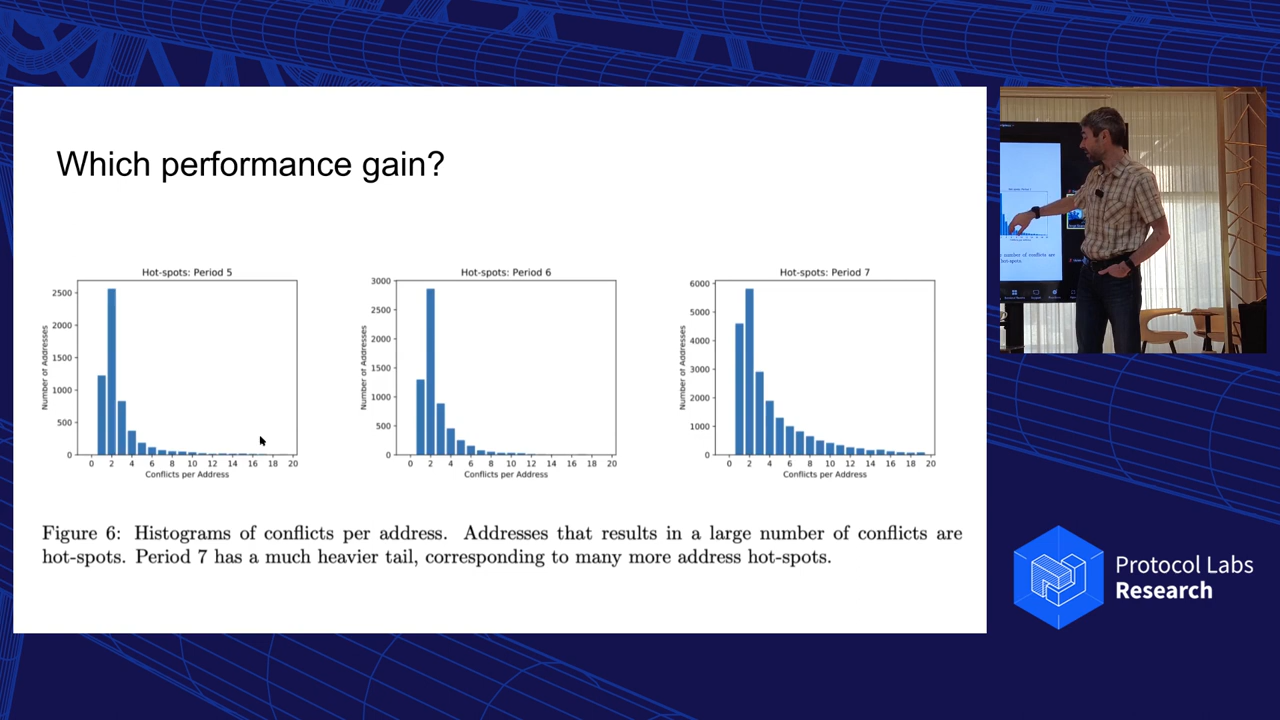 Which performance gain?
Hot-spots: Period 5
Number of Addresses
2500
2000
1500
1000
500
0
0 2 4 6 8 10 12 14 16 18 20
Conflicts per Address
Hot-spots: Period 6
Number of Addresses
3000
2500
2000
1500
1000
500
0
0 2 4 6 8 10 12 14 16 18 20
Conflicts per Address
Hot-spots: Period 7
Number of Addresses
6000
5000
4000
3000
2000
1000
0
0 2 4 6 8 10 12 14 16 18 20
Conflicts per Address
Figure 6: Histograms of conflicts per address. Addresses that results in a large number of conflicts are
hot-spots. Period 7 has a much heavier tail, corresponding to many more address hot-spots.
Protocol Labs
Research